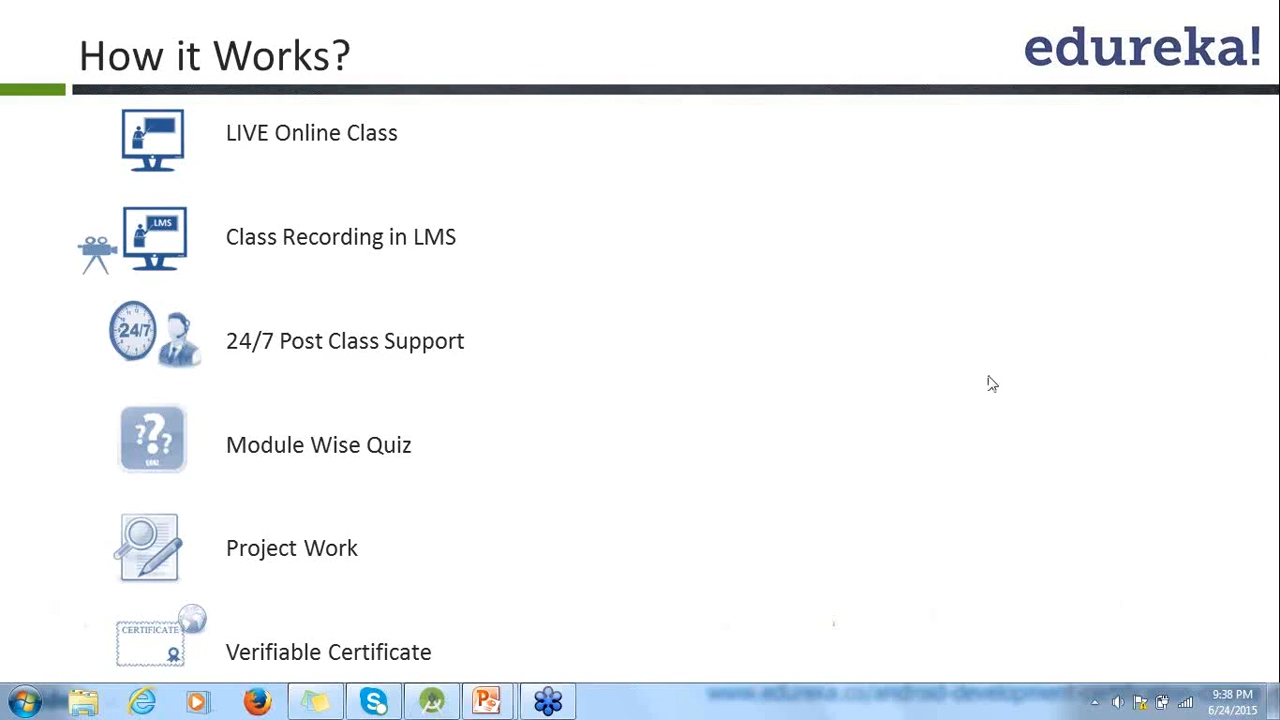 How it Works?
edureka!
LIVE Online Class
LMS
Class Recording in LMS
24/7
24/7 Post Class Support
???
Module Wise Quiz
Project Work
CERTIFICATE
Verifiable Certificate
9:38 PM
6/24/2015